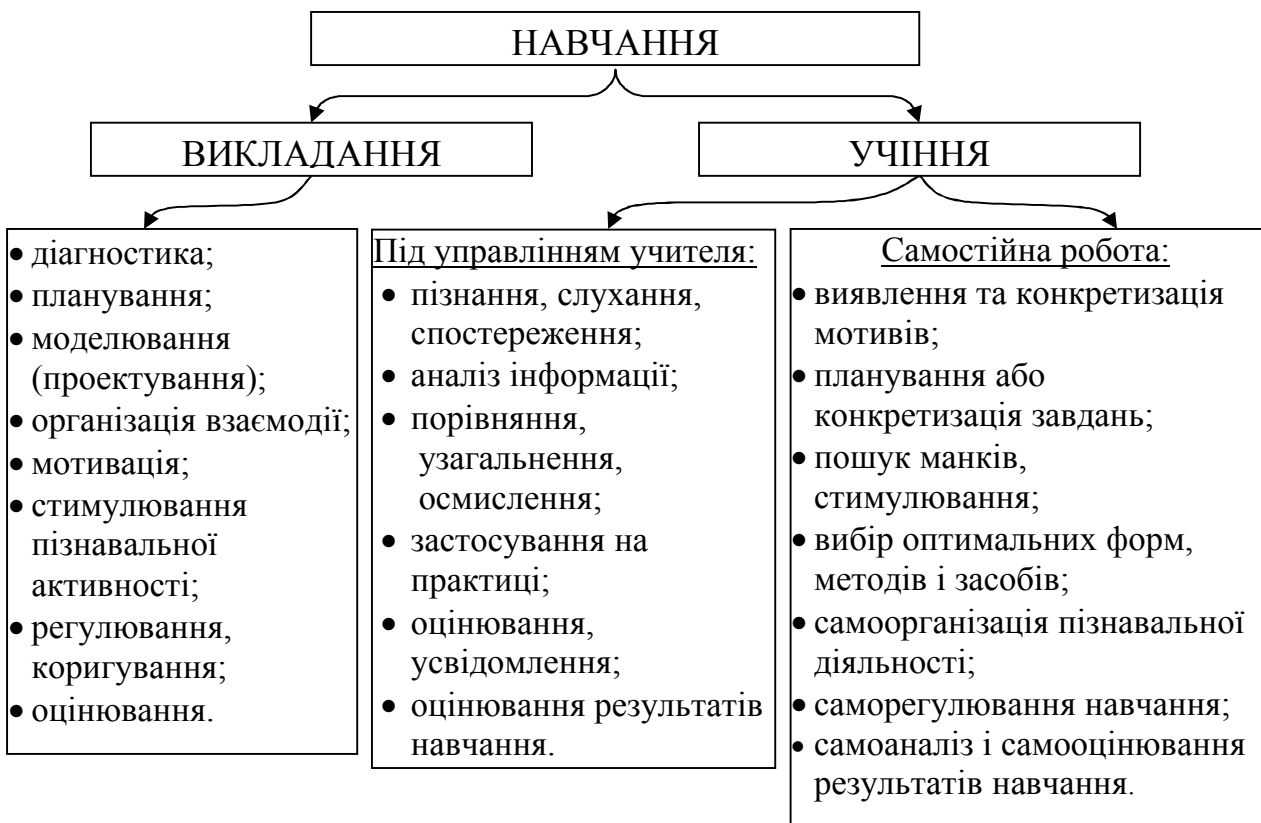 НАВЧАННЯ
ВИКЛАДАННЯ
УЧІННЯ
• діагностика;
• планування;
• моделювання
(проектування);
• організація взаємодії;
• мотивація;
• стимулювання
пізнавальної
активності;
• регулювання,
коригування;
• оцінювання.
Під управлінням учителя:
• пізнання, слухання,
спостереження;
• аналіз інформації;
• порівняння,
узагальнення,
осмислення;
• застосування на
практиці;
• оцінювання,
усвідомлення;
• оцінювання результатів
навчання.
Самостійна робота:
• виявлення та конкретизація
мотивів;
• планування або
конкретизація завдань;
• пошук манків,
стимулювання;
• вибір оптимальних форм,
методів і засобів;
• самоорганізація пізнавальної
діяльності;
• саморегулювання навчання;
• самоаналіз і самооцінювання
результатів навчання.